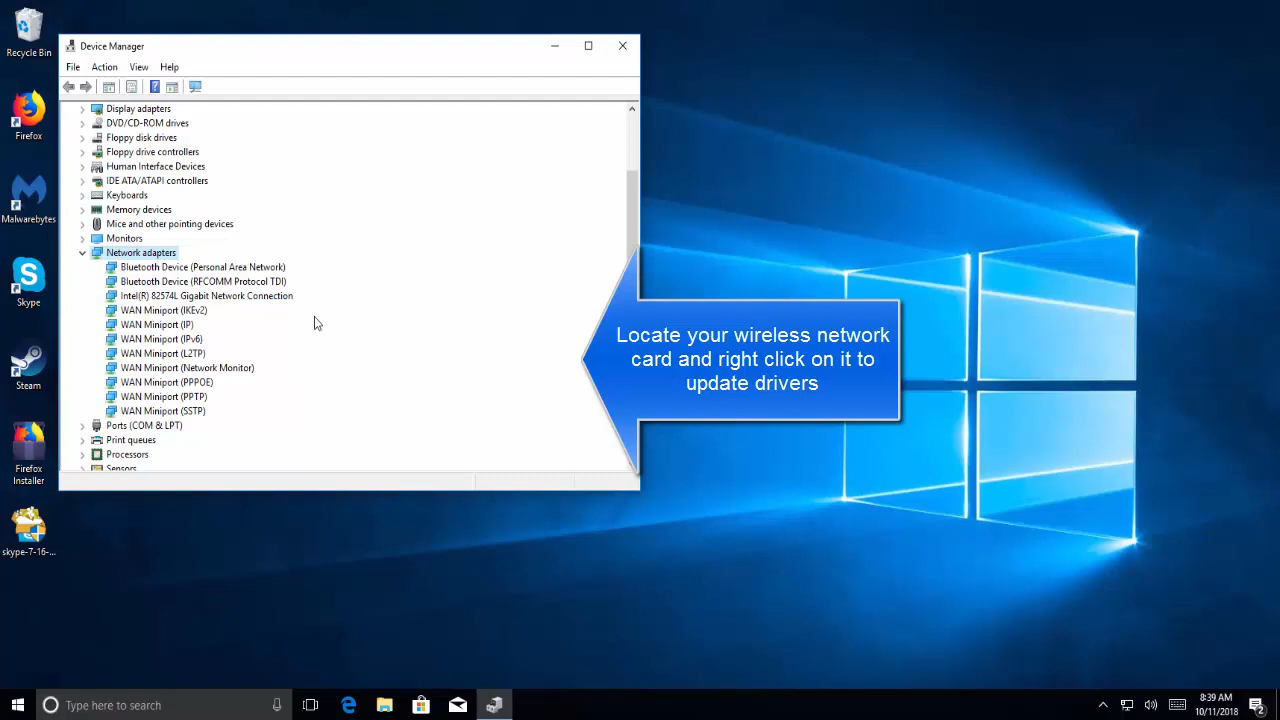 Recycle Bin
Firefox
Malwarebytes
Skype
Steam
Firefox
Installer
skype-7-16-...
Device Manager
File Action View Help
Display adapters
DVD/CD-ROM drives
Floppy disk drives
Floppy drive controllers
Human Interface Devices
IDE ATA/ATAPI controllers
Keyboards
Memory devices
Mice and other pointing devices
Monitors
Network adapters
Bluetooth Device (Personal Area Network)
Bluetooth Device (RFCOMM Protocol TDI)
Intel(R) 82574L Gigabit Network Connection
WAN Miniport (IKEv2)
WAN Miniport (IP)
WAN Miniport (IPv6)
WAN Miniport (L2TP)
WAN Miniport (Network Monitor)
WAN Miniport (PPPOE)
WAN Miniport (PPTP)
WAN Miniport (SSTP)
Ports (COM & LPT)
Print queues
Processors
Sensors
Locate your wireless network
card and right click on it to
update drivers
Type here to search
8:39 AM
10/11/2018
2